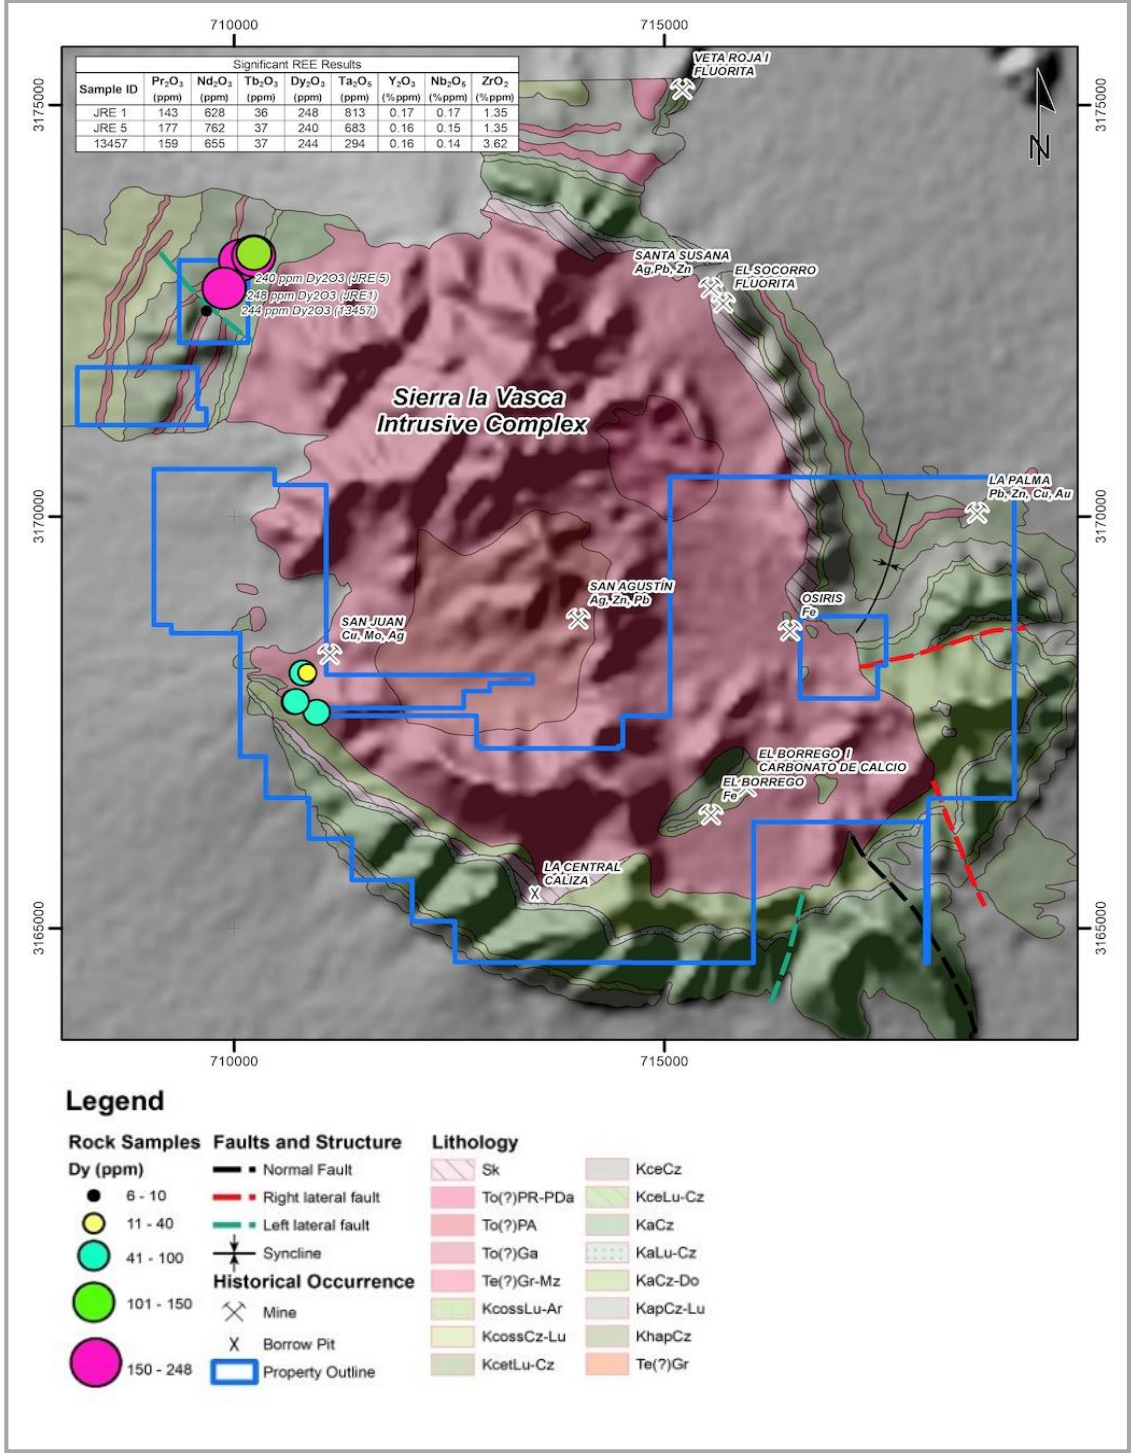 710000 715000
VETA ROJA I
FLUORITA
Significant REE Results
Sample ID Pr2O3 (ppm) Nd2O3 (ppm) Tb2O3 (ppm) Dy2O3 (ppm) Ta2O5 (ppm) Y2O3 (%ppm) Nb2O5 (%ppm) ZrO2 (%ppm)
JRE 1 143 628 36 248 813 0.17 0.17 1.35
JRE 5 177 762 37 240 683 0.16 0.15 1.35
13457 159 655 37 244 294 0.16 0.14 3.62
3175000 3175000
N
SANTA SUSANA
Ag,Pb, Zn
EL SOCORRO
FLUORITA
240 ppm Dy2O3 (JRE 5)
248 ppm Dy2O3 (JRE1)
244 ppm Dy2O3 (13457)
Sierra la Vasca
Intrusive Complex
LA PALMA
Pb, Zn, Cu, Au
3170000 3170000
SAN AGUSTÍN
Ag, Zn, Pb
OSIRIS
Fe
SAN JUAN
Cu, Mo, Ag
EL BORREGO I
CARBONATO DE CALCIO
EL BORREGO
Fe
LA CENTRAL
CALIZA
X
3165000 3165000
710000 715000
Legend
Rock Samples
Dy (ppm)
6 - 10
11 - 40
41 - 100
101 - 150
150 - 248
Faults and Structure
Normal Fault
Right lateral fault
Left lateral fault
Syncline
Historical Occurrence
Mine
X Borrow Pit
Property Outline
Lithology
Sk
To(?)PR-PDa
To(?)PA
To(?)Ga
Te(?)Gr-Mz
KcossLu-Ar
KcossCz-Lu
KcetLu-Cz
KceCz
KceLu-Cz
KaCz
KaLu-Cz
KaCz-Do
KapCz-Lu
KhapCz
Te(?)Gr